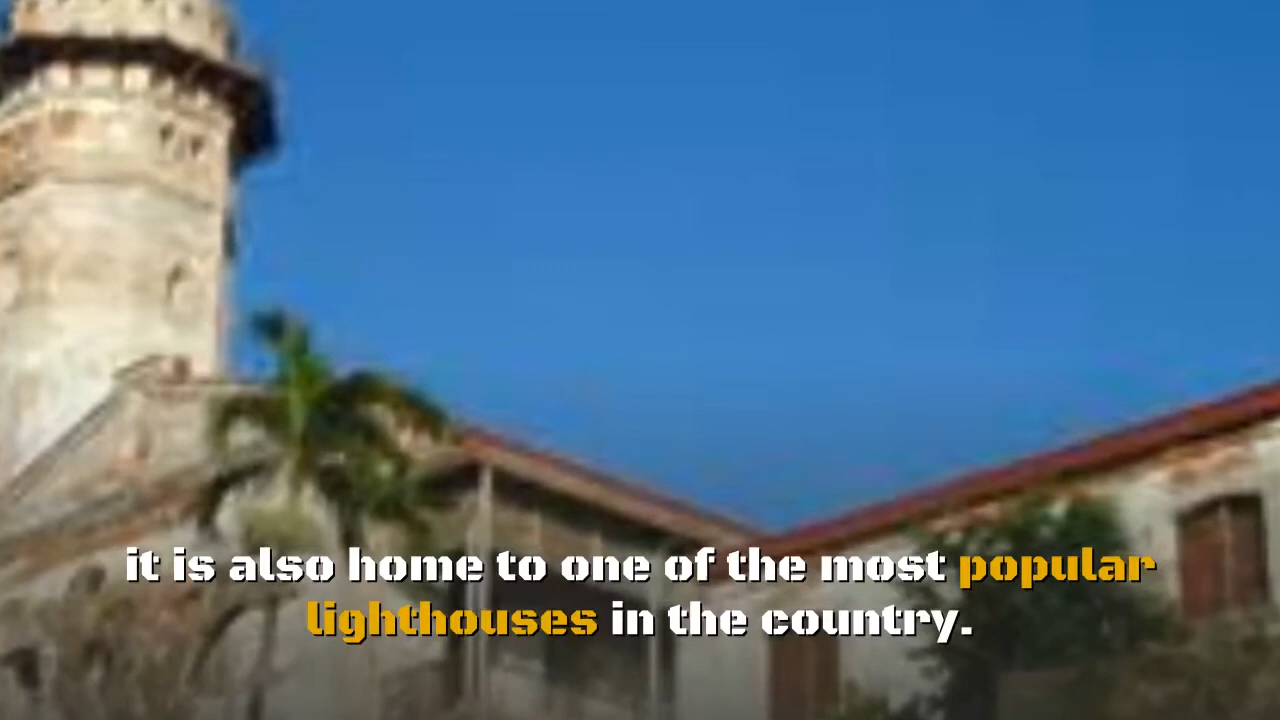 it is also home to one of the most popular
lighthouses in the country.